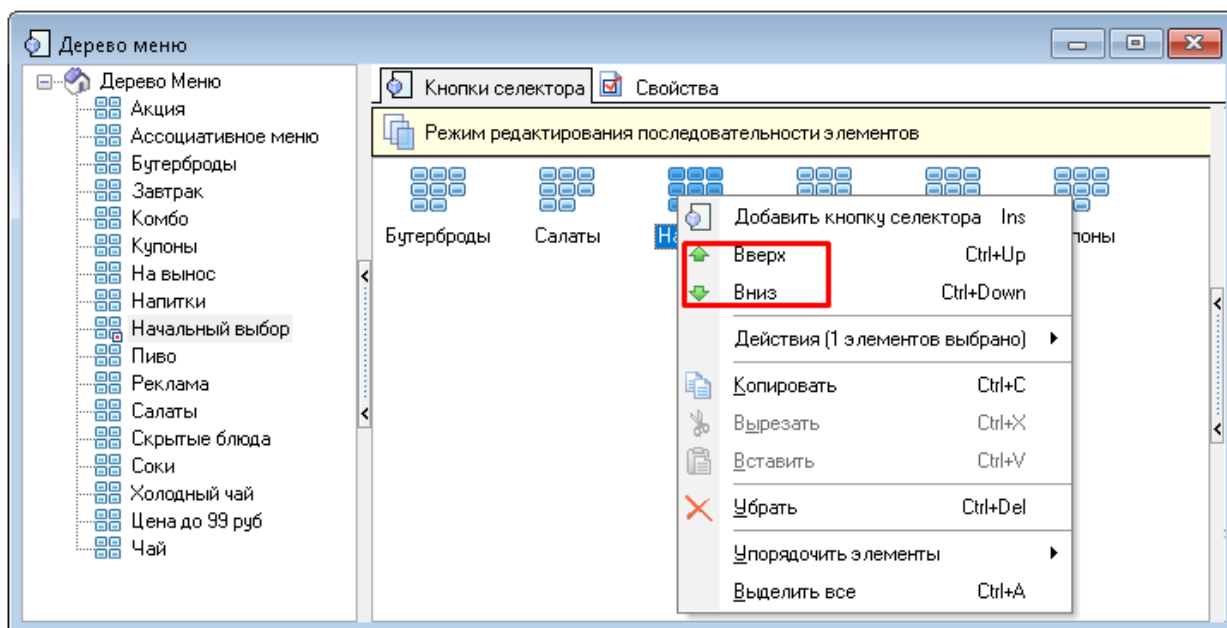 Дерево меню
Дерево Меню
Акция
Ассоциативное меню
Бутерброды
Завтрак
Комбо
Купоны
На вынос
Напитки
Начальный выбор
Пиво
Реклама
Салаты
Скрытые блюда
Соки
Холодный чай
Цена до 99 руб
Чай
Кнопки селектора Свойства
Режим редактирования последовательности элементов
Бутерброды Салаты
Добавить кнопку селектора Ins
Вверх Ctrl+Up
Вниз Ctrl+Down
Действия (1 элементов выбрано)
Копировать Ctrl+C
Вырезать Ctrl+X
Вставить Ctrl+V
Убрать Ctrl+Del
Упорядочить элементы
Выделить все Ctrl+A